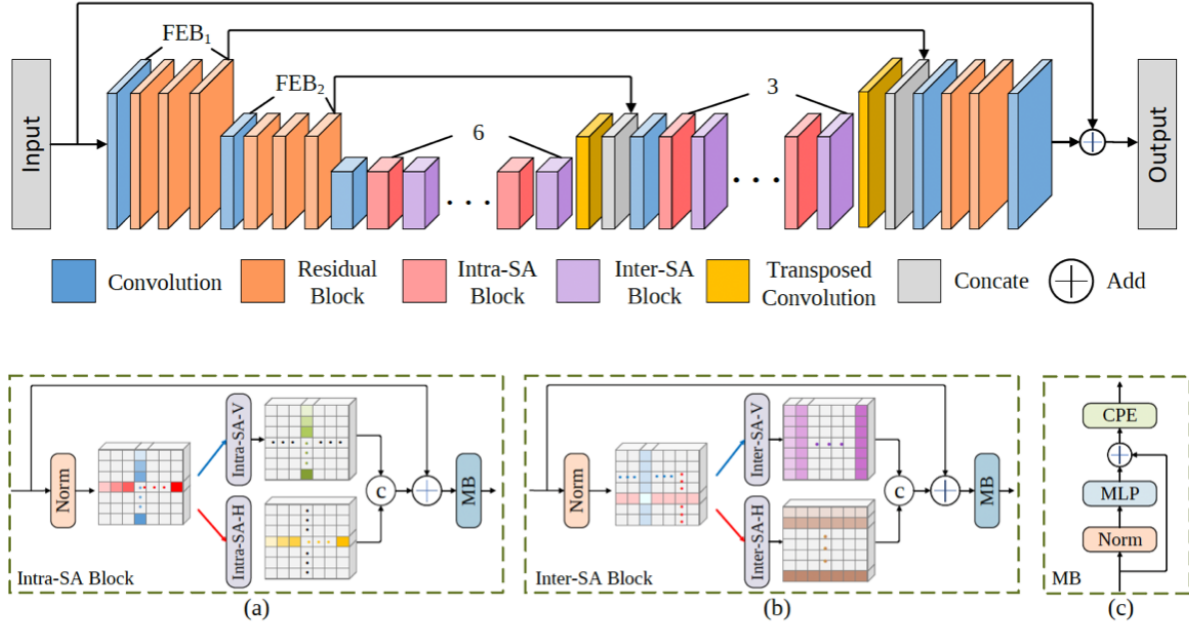 FEB1
Input
FEB2
6
3
Output
Convolution
Residual
Block
Intra-SA
Block
Inter-SA
Block
Transposed
Convolution
Concate
Add
Norm
Intra-SA-V
Intra-SA-H
C
MB
Intra-SA Block
(a)
Norm
Inter-SA-V
Inter-SA-H
C
MB
Inter-SA Block
(b)
CPE
MLP
Norm
MB
(c)